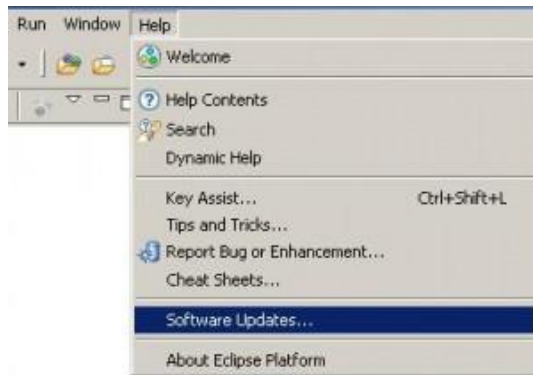 Run Window Help
Welcome
Help Contents
Search
Dynamic Help
Key Assist... Ctrl+Shift+L
Tips and Tricks...
Report Bug or Enhancement...
Cheat Sheets...
Software Updates...
About Eclipse Platform